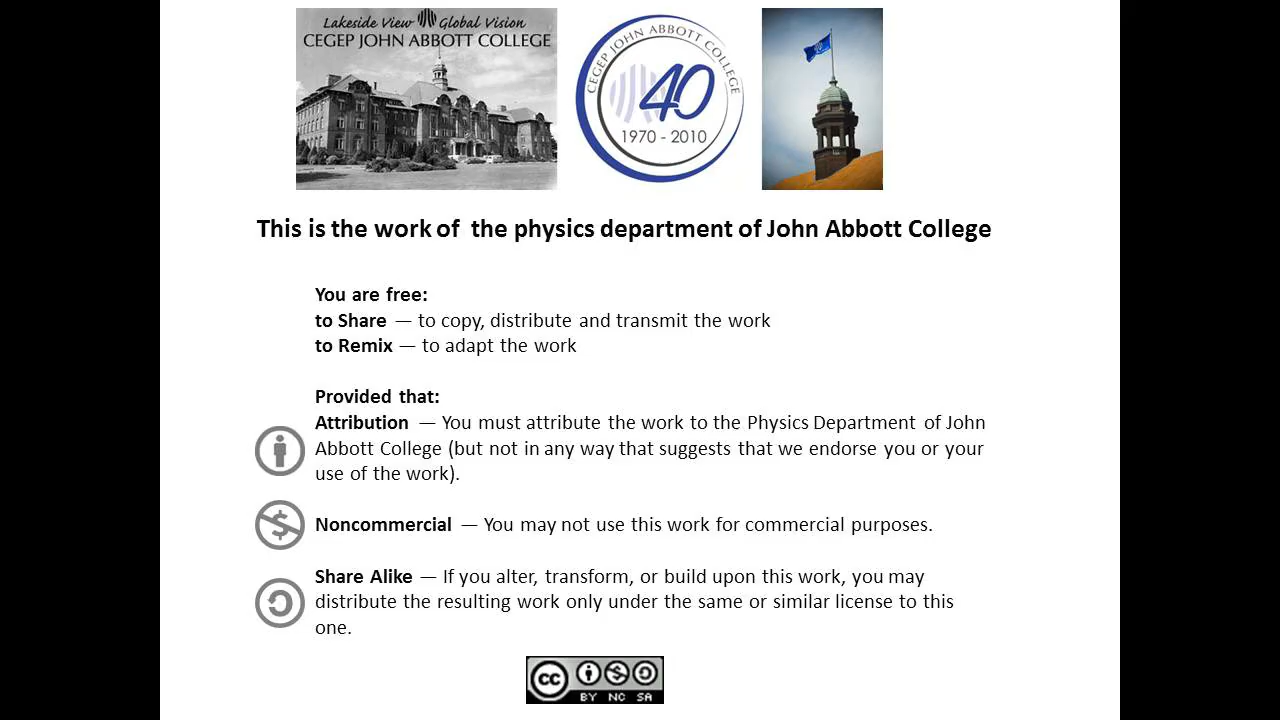 Lakeside View Global Vision
CEGEP JOHN ABBOTT COLLEGE
CEGEP JOHN ABBOTT COLLEGE
40
1970 - 2010
This is the work of the physics department of John Abbott College
You are free:
to Share — to copy, distribute and transmit the work
to Remix — to adapt the work
Provided that:
Attribution — You must attribute the work to the Physics Department of John
Abbott College (but not in any way that suggests that we endorse you or your
use of the work).
$
Noncommercial — You may not use this work for commercial purposes.
Share Alike — If you alter, transform, or build upon this work, you may
distribute the resulting work only under the same or similar license to this
one.
cc
BY NC SA